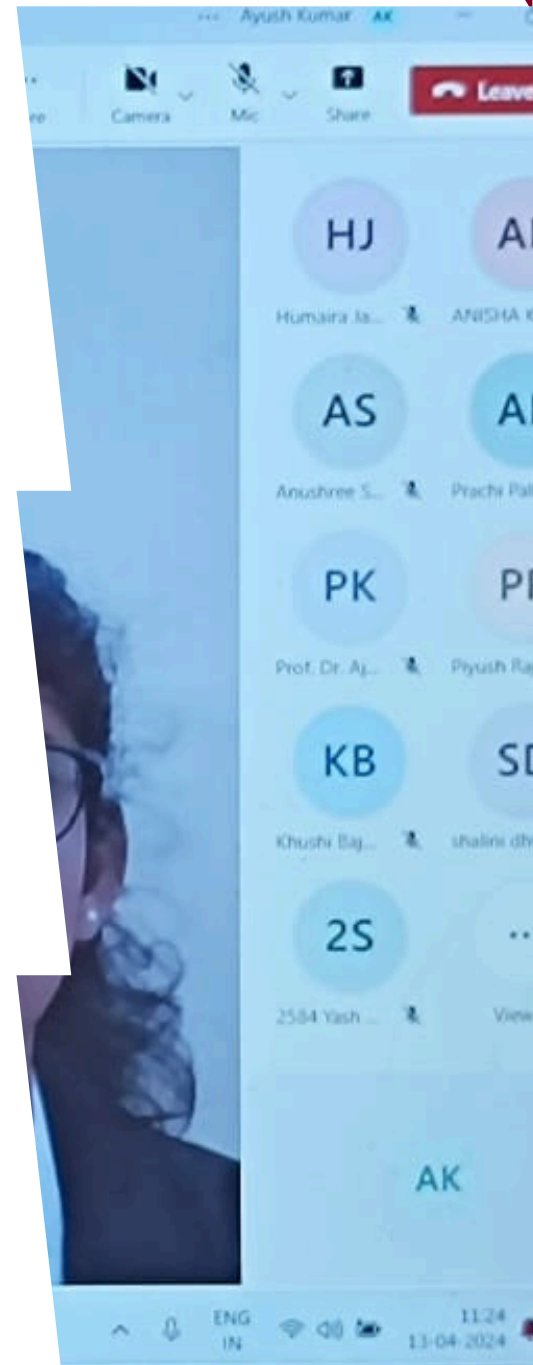 ··· Ayush Kumar AK
Camera Mic Share Leave
HJ
Humaira Ja... ANISHA
AS
Anushree S... Prachi
PK
Prof. Dr. Aj... Piyush
KB
Khushi Baj... shalini
2S
2584 Yash ... View
AK
ENG 11:24
IN 13-04-2024